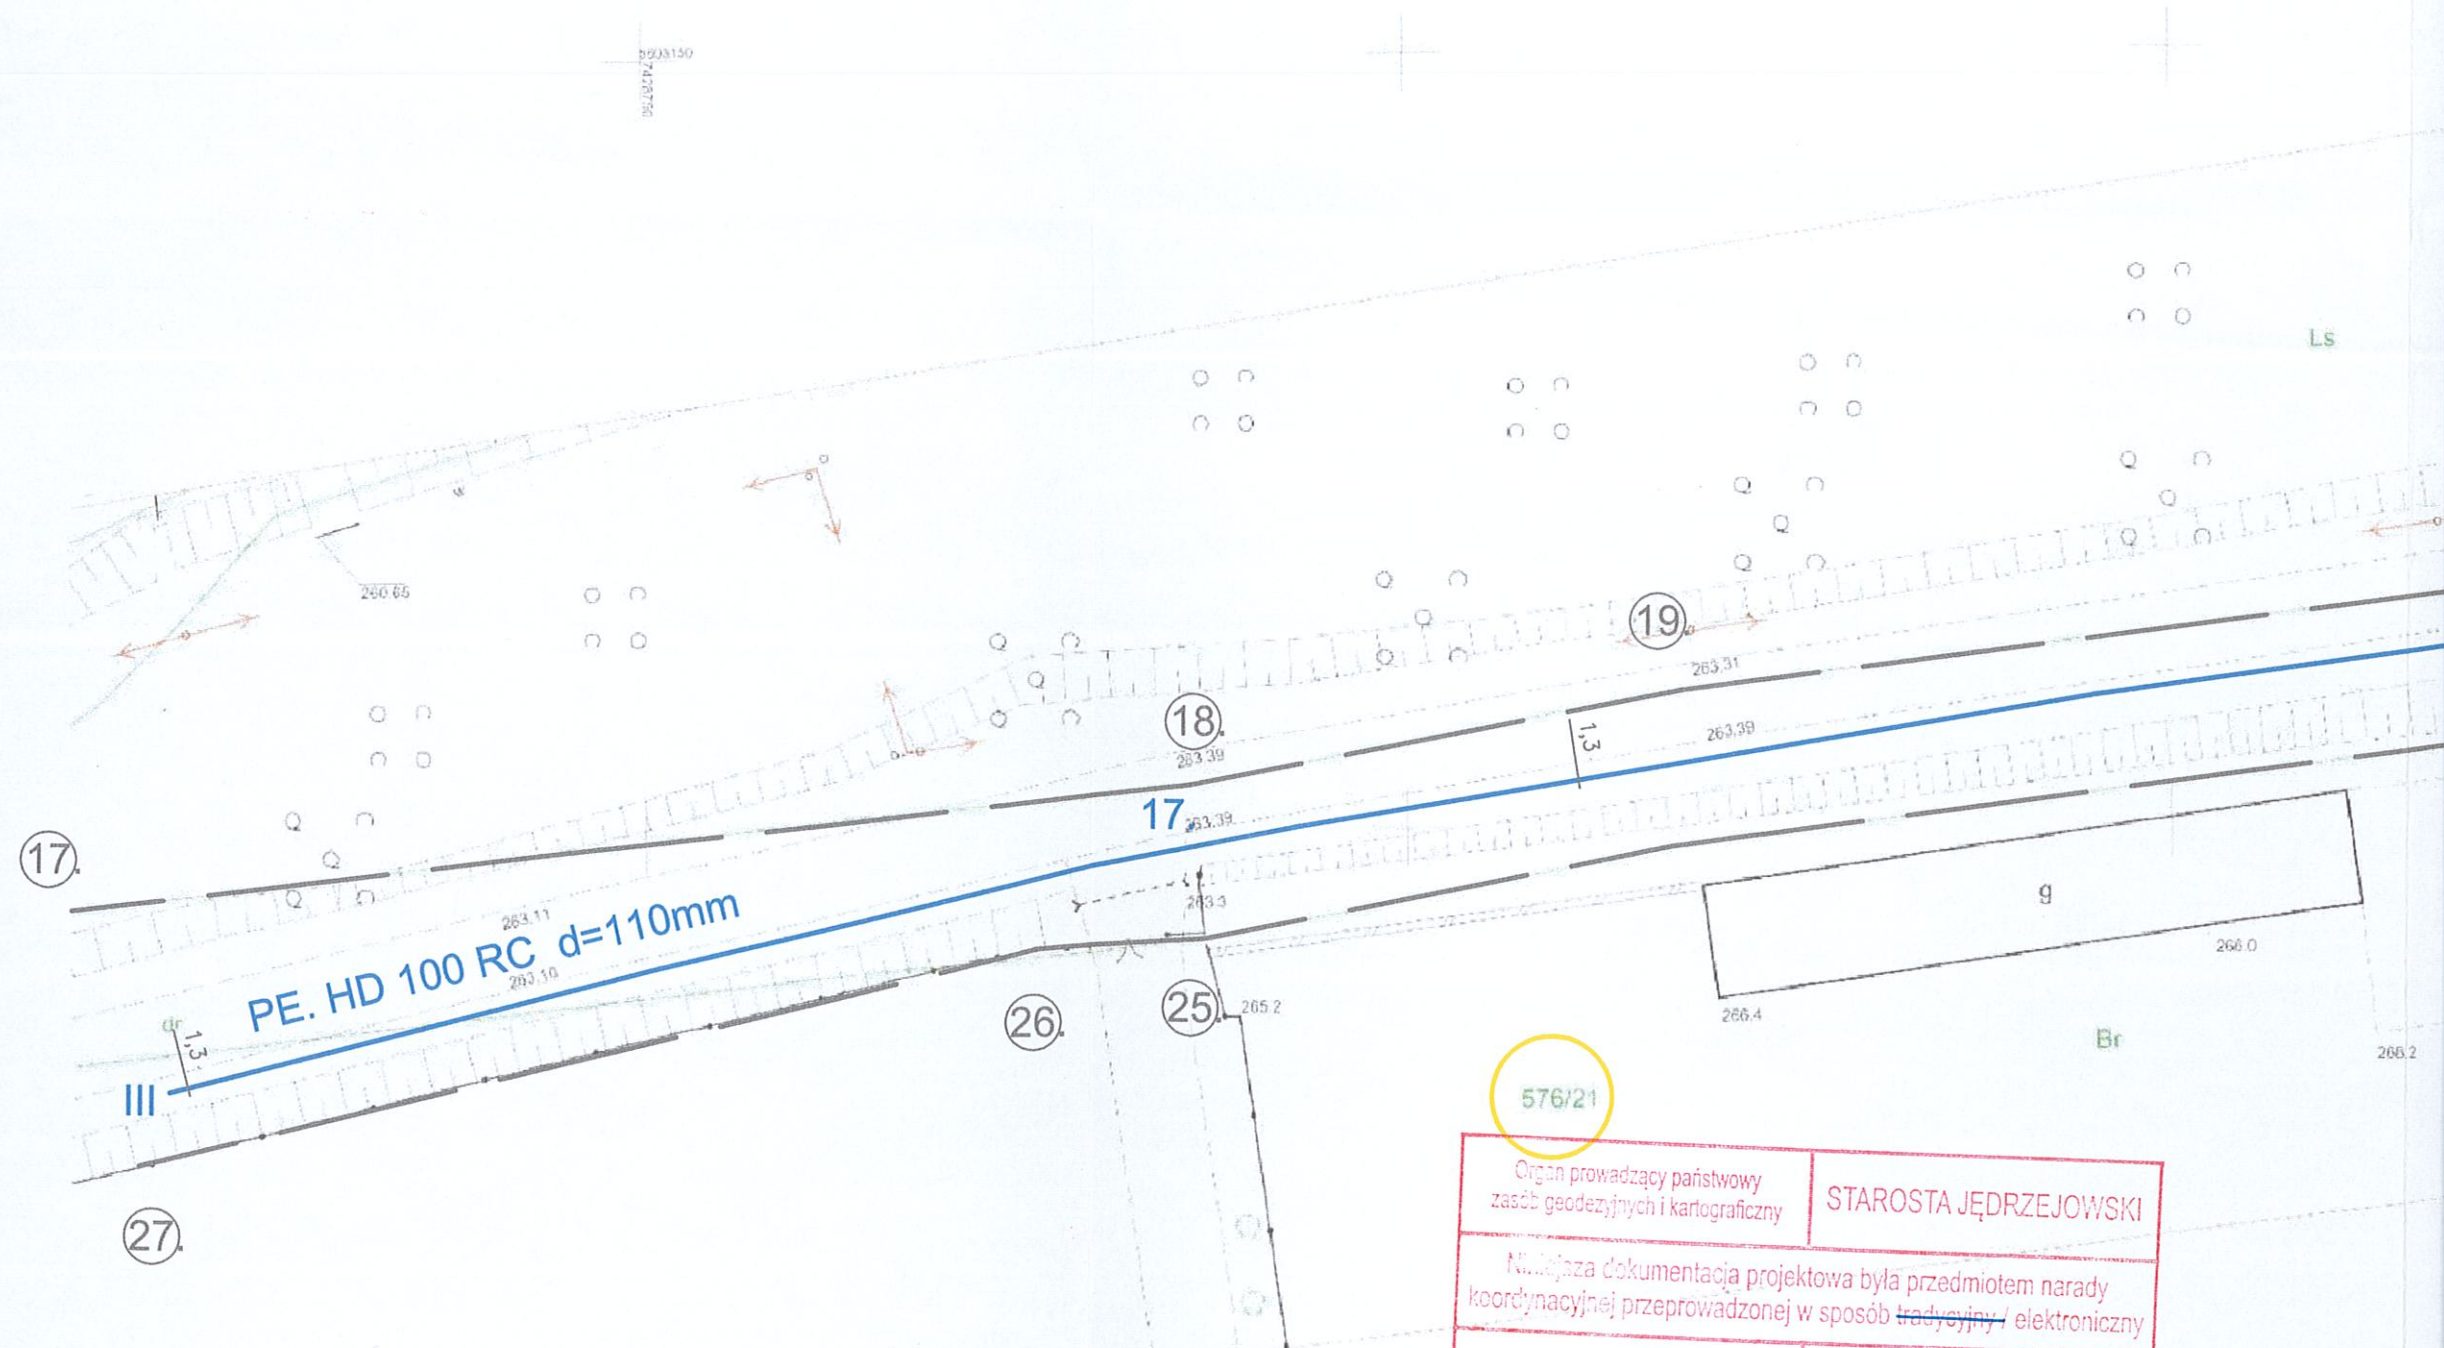 5603150
7428750
Ls
260.65
19.
263.31
18.
263.39
1,3
263.39
17.
263.39
17.
g
263.11
263.3
PE. HD 100 RC d=110mm
263.10
266.0
26.
25.
265.2
266.4
dr
1,3
Br
266.2
III
576/21
27.
Organ prowadzący państwowy
zasób geodezyjnych i kartograficzny
STAROSTA JĘDRZEJOWSKI
Niniejsza dokumentacja projektowa była przedmiotem narady
koordynacyjnej przeprowadzonej w sposób tradycyjny / elektroniczny